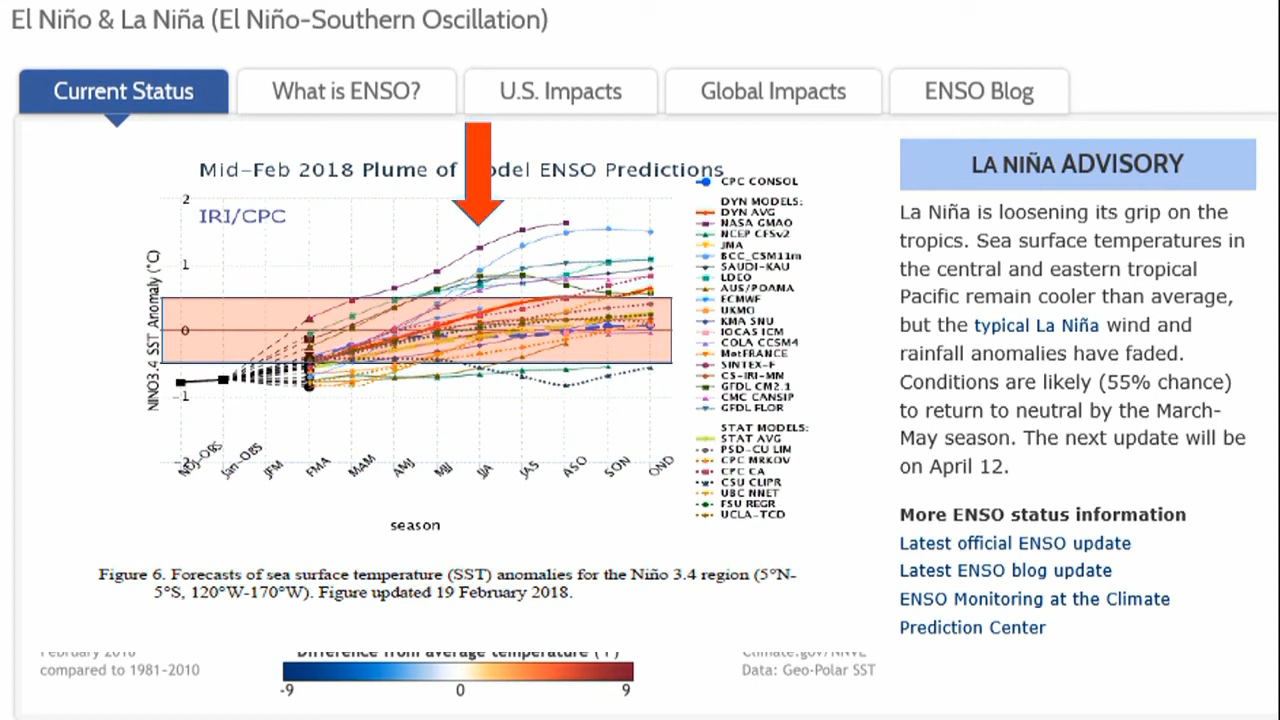 El Niño & La Niña (El Niño-Southern Oscillation)
Current Status
What is ENSO?
U.S. Impacts
Global Impacts
ENSO Blog
Mid-Feb 2018 Plume of odel ENSO Predictions
IRI/CPC
NINO3.4 SST Anomaly (°C)
2
1
0
-1
Jan-OBS
JFM
FMA
MAM
AMJ
MJJ
JJA
JAS
ASO
SON
OND
season
CPC CONSOL
DYN MODELS:
DYN AVG
NASA GMAO
NCEP CFSv2
JMA
BCC_CSM11m
SAUDI-KAU
LDEO
AUS/POAMA
ECMWF
UKMO
KMA SNU
IOCAS ICM
COLA CCSM4
MetFRANCE
SINTEX-F
CS-IRI-MM
GFDL CM2.1
CMC CANSIP
GFDL FLOR
STAT MODELS:
STAT AVG
PSD-CU LIM
CPC MRKOV
CPC CA
CSU CLIPR
UBC NNET
FSU REGR
UCLA-TCD
Figure 6. Forecasts of sea surface temperature (SST) anomalies for the Niño 3.4 region (5°N-
5°S, 120°W-170°W). Figure updated 19 February 2018.
February 2018
compared to 1981-2010
Difference from average temperature (°F)
-9
0
9
Climate.gov/NNVL
Data: Geo-Polar SST
LA NIÑA ADVISORY
La Niña is loosening its grip on the
tropics. Sea surface temperatures in
the central and eastern tropical
Pacific remain cooler than average,
but the typical La Niña wind and
rainfall anomalies have faded.
Conditions are likely (55% chance)
to return to neutral by the March-
May season. The next update will be
on April 12.
More ENSO status information
Latest official ENSO update
Latest ENSO blog update
ENSO Monitoring at the Climate
Prediction Center